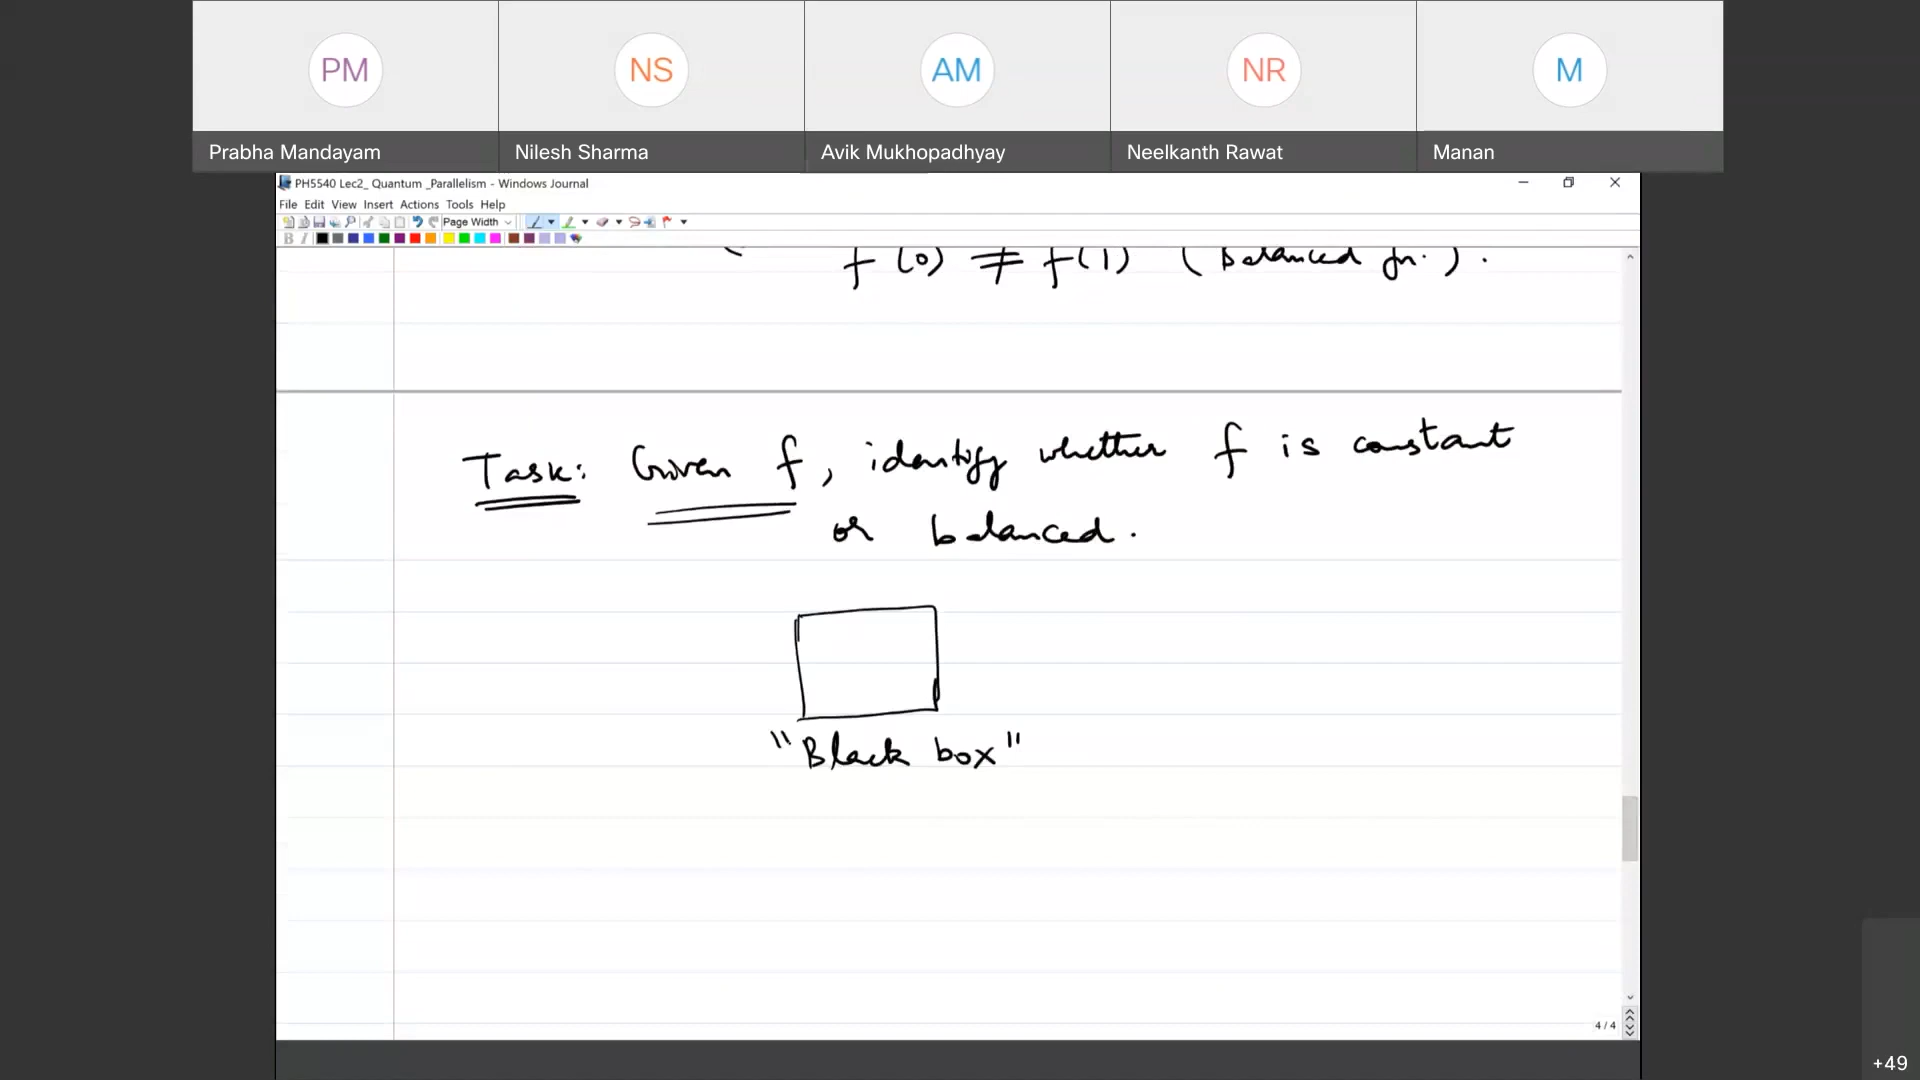 PM
NS
AM
NR
M
Prabha Mandayam
Nilesh Sharma
Avik Mukhopadhyay
Neelkanth Rawat
Manan
PH5540 Lec2_ Quantum _Parallelism - Windows Journal
File Edit View Insert Actions Tools Help
Page Width
B I
f(0) ≠ f(1) (Balanced fn.).
Task: Given f, identify whether f is constant
or balanced.
"Black box"
4 / 4
+49